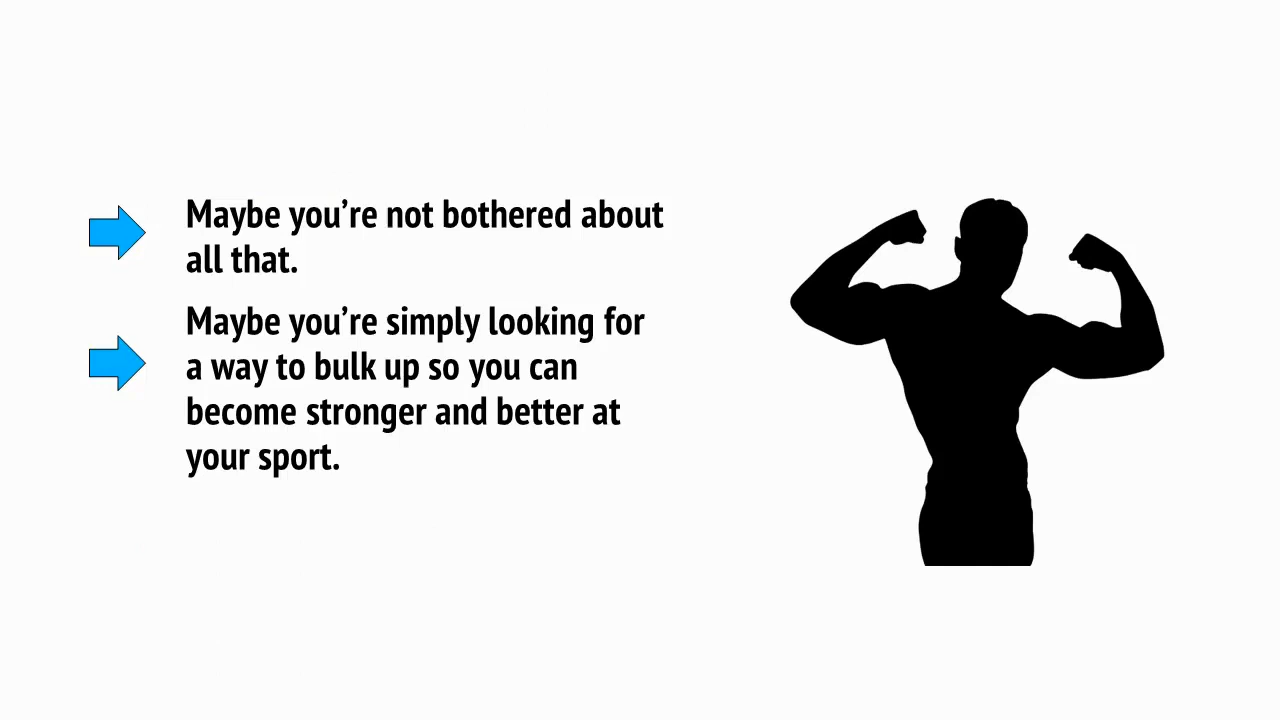 Maybe you’re not bothered about
all that.
Maybe you’re simply looking for
a way to bulk up so you can
become stronger and better at
your sport.